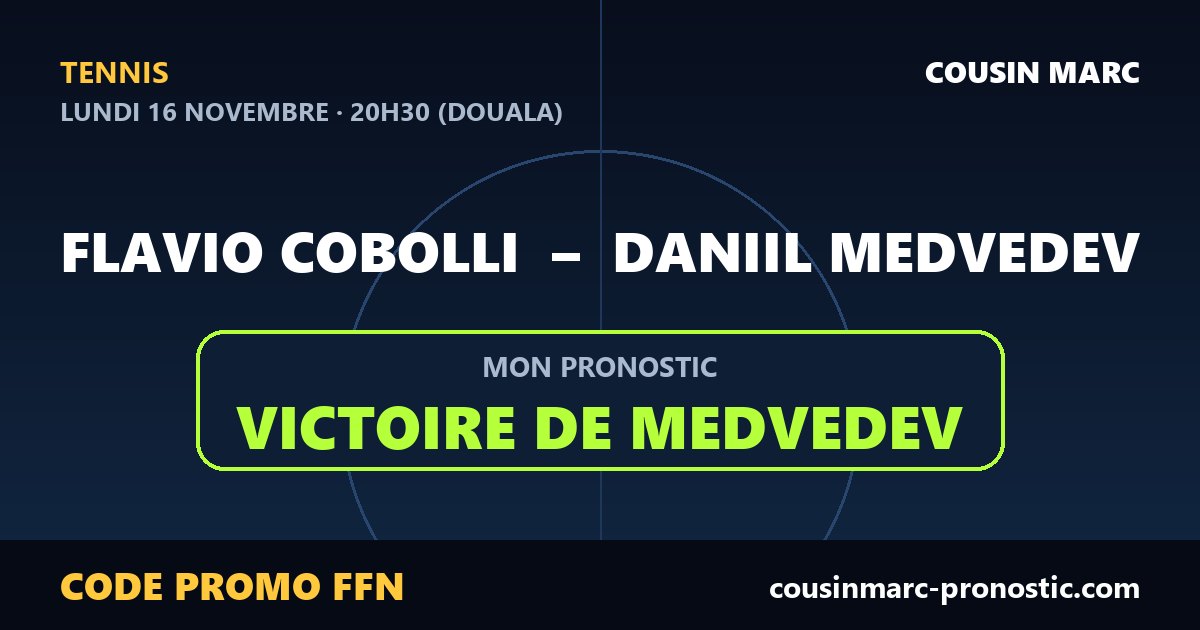 TENNIS
COUSIN MARC
LUNDI 16 NOVEMBRE · 20H30 (DOUALA)
FLAVIO COBOLLI – DANIIL MEDVEDEV
MON PRONOSTIC
VICTOIRE DE MEDVEDEV
CODE PROMO FFN
cousinmarc-pronostic.com